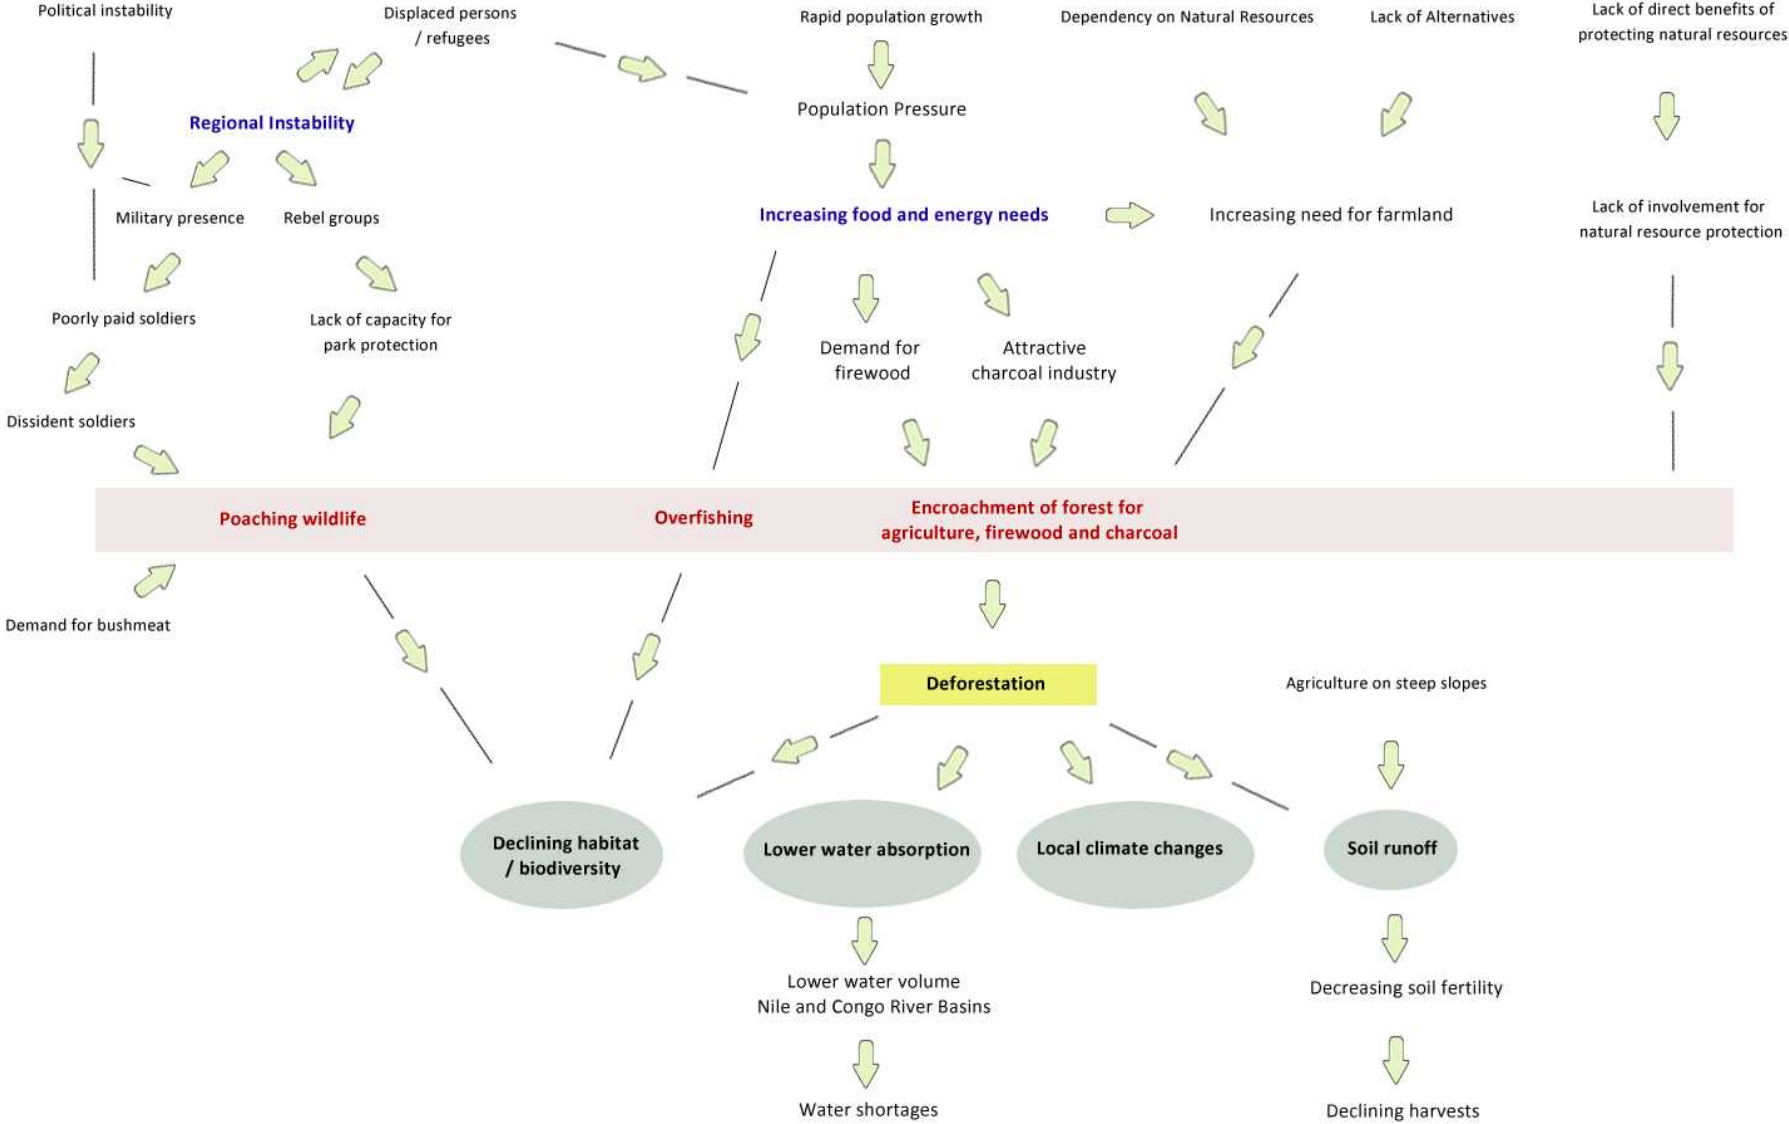 Political instability
Displaced persons
/ refugees
Rapid population growth
Dependency on Natural Resources
Lack of Alternatives
Lack of direct benefits of
protecting natural resources
Regional Instability
Population Pressure
Military presence
Rebel groups
Increasing food and energy needs
Increasing need for farmland
Lack of involvement for
natural resource protection
Poorly paid soldiers
Lack of capacity for
park protection
Demand for
firewood
Attractive
charcoal industry
Dissident soldiers
Poaching wildlife
Overfishing
Encroachment of forest for
agriculture, firewood and charcoal
Demand for bushmeat
Deforestation
Agriculture on steep slopes
Declining habitat
/ biodiversity
Lower water absorption
Local climate changes
Soil runoff
Lower water volume
Nile and Congo River Basins
Decreasing soil fertility
Water shortages
Declining harvests